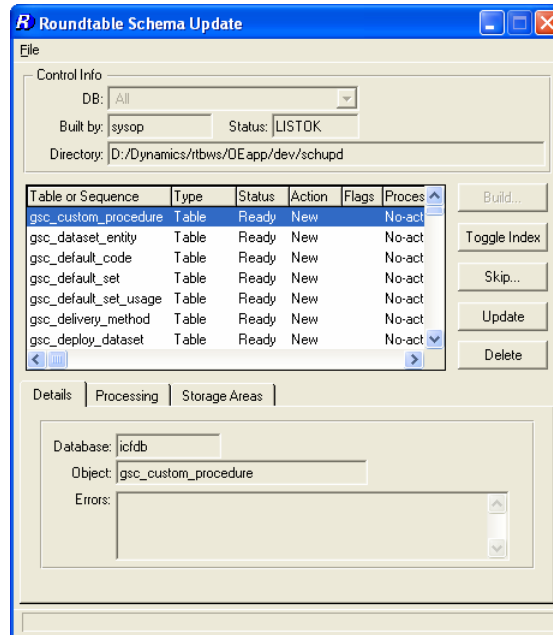 R Roundtable Schema Update
File
Control Info
DB: All
Built by: sysop Status: LISTOK
Directory: D:/Dynamics/rtbws/OEapp/dev/schupd
Table or Sequence Type Status Action Flags Proces
gsc_custom_procedure Table Ready New No-act
gsc_dataset_entity Table Ready New No-act
gsc_default_code Table Ready New No-act
gsc_default_set Table Ready New No-act
gsc_default_set_usage Table Ready New No-act
gsc_delivery_method Table Ready New No-act
gsc_deploy_dataset Table Ready New No-act
Build...
Toggle Index
Skip...
Update
Delete
Details Processing Storage Areas
Database: icfdb
Object: gsc_custom_procedure
Errors: